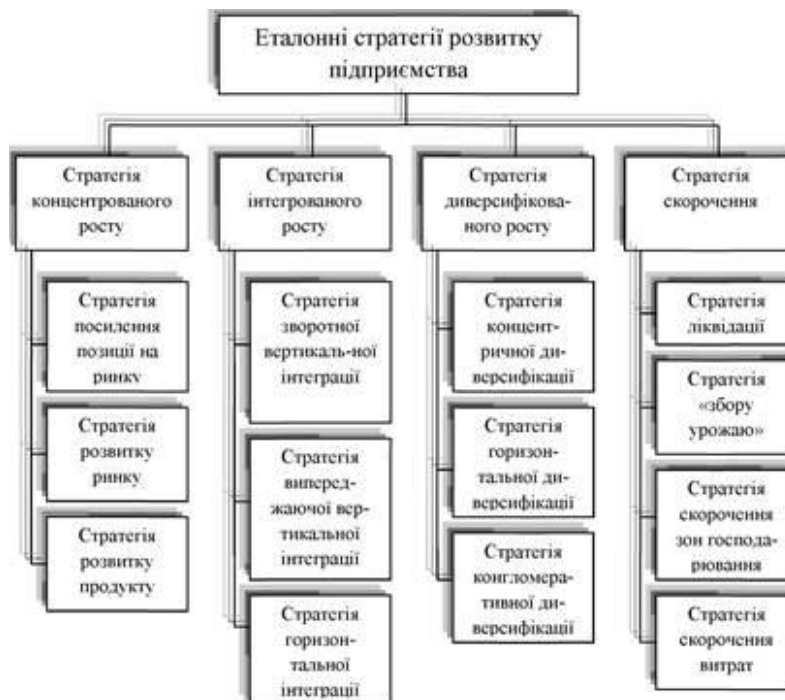 Еталонні стратегії розвитку
підприємства
Стратегія
концентрованого
росту
Стратегія
посилення
позиції на
ринку
Стратегія
розвитку
ринку
Стратегія
розвитку
продукту
Стратегія
інтегрованого
росту
Стратегія
зворотної
вертикаль-ної
інтеграції
Стратегія
виперед-
жаючої вер-
тикальної
інтеграції
Стратегія
горизон-
тальної
інтеграції
Стратегія
диверсифікова-
ного росту
Стратегія
концент-
ричної ди-
версифікації
Стратегія
горизон-
тальної ди-
версифікації
Стратегія
конгломера-
тивної ди-
версифікації
Стратегія
скорочення
Стратегія
ліквідації
Стратегія
«збору
урожаю»
Стратегія
скорочення
зон господа-
рювання
Стратегія
скорочення
витрат